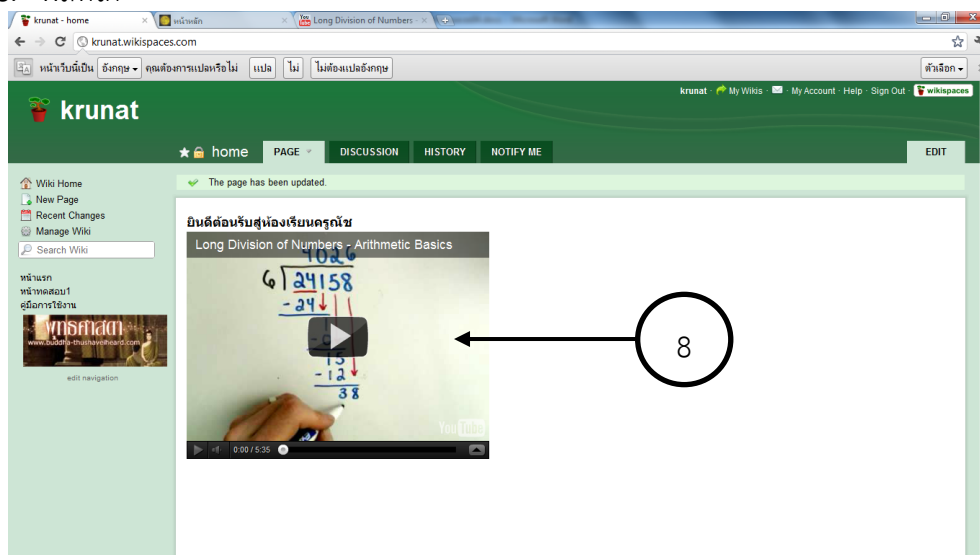 krunat - home
หน้าหลัก
Long Division of Numbers -
krunat.wikispaces.com
หน้าเว็บนี้เป็น อังกฤษ คุณต้องการแปลหรือไม่ แปล ไม่ ไม่ต้องแปลอังกฤษ ตัวเลือก
krunat · My Wikis · My Account · Help · Sign Out · wikispaces
krunat
home PAGE DISCUSSION HISTORY NOTIFY ME EDIT
Wiki Home
New Page
Recent Changes
Manage Wiki
Search Wiki
หน้าแรก
หน้าทดสอบ1
คู่มือการใช้งาน
พุทธศาสดา
www.buddha-thushaveiheard.com
edit navigation
The page has been updated.
ยินดีต้อนรับสู่ห้องเรียนครูณัช
Long Division of Numbers - Arithmetic Basics
4026
6 24158
-24
15
-12
38
YouTube
0:00 / 5:35
8